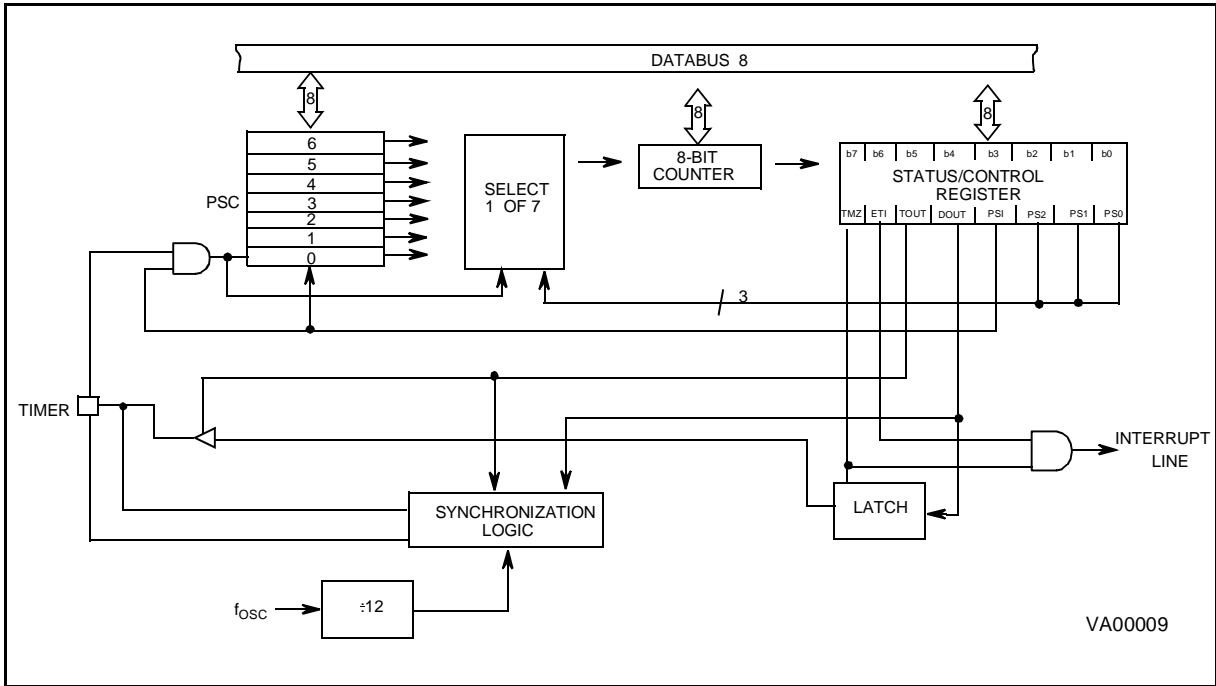 DATABUS 8
8
8
8
6
5
4
3
2
1
0
PSC
SELECT
1 OF 7
8-BIT
COUNTER
b7 b6 b5 b4 b3 b2 b1 b0
STATUS/CONTROL
REGISTER
TMZ ETI TOUT DOUT PSI PS2 PS1 PS0
3
TIMER
INTERRUPT
LINE
SYNCHRONIZATION
LOGIC
LATCH
fOSC
÷12
VA00009